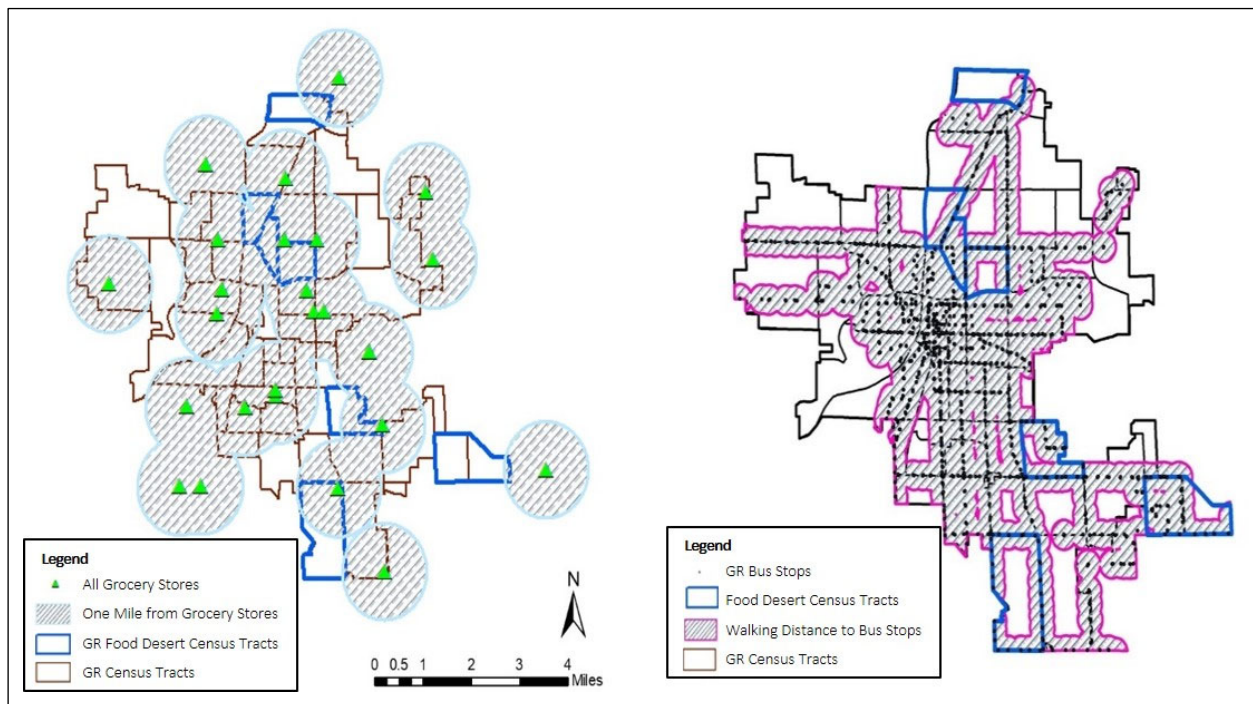 Legend
All Grocery Stores
One Mile from Grocery Stores
GR Food Desert Census Tracts
GR Census Tracts
N
0 0.5 1 2 3 4
Miles
Legend
GR Bus Stops
Food Desert Census Tracts
Walking Distance to Bus Stops
GR Census Tracts